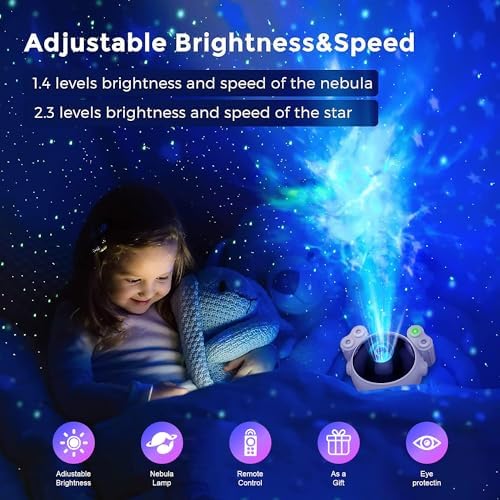 Adjustable Brightness&Speed
1.4 levels brightness and speed of the nebula
2.3 levels brightness and speed of the star
Adiustable
Brightness
Nebula
Lamp
Remote
Control
As a
Gift
Eye
protectin